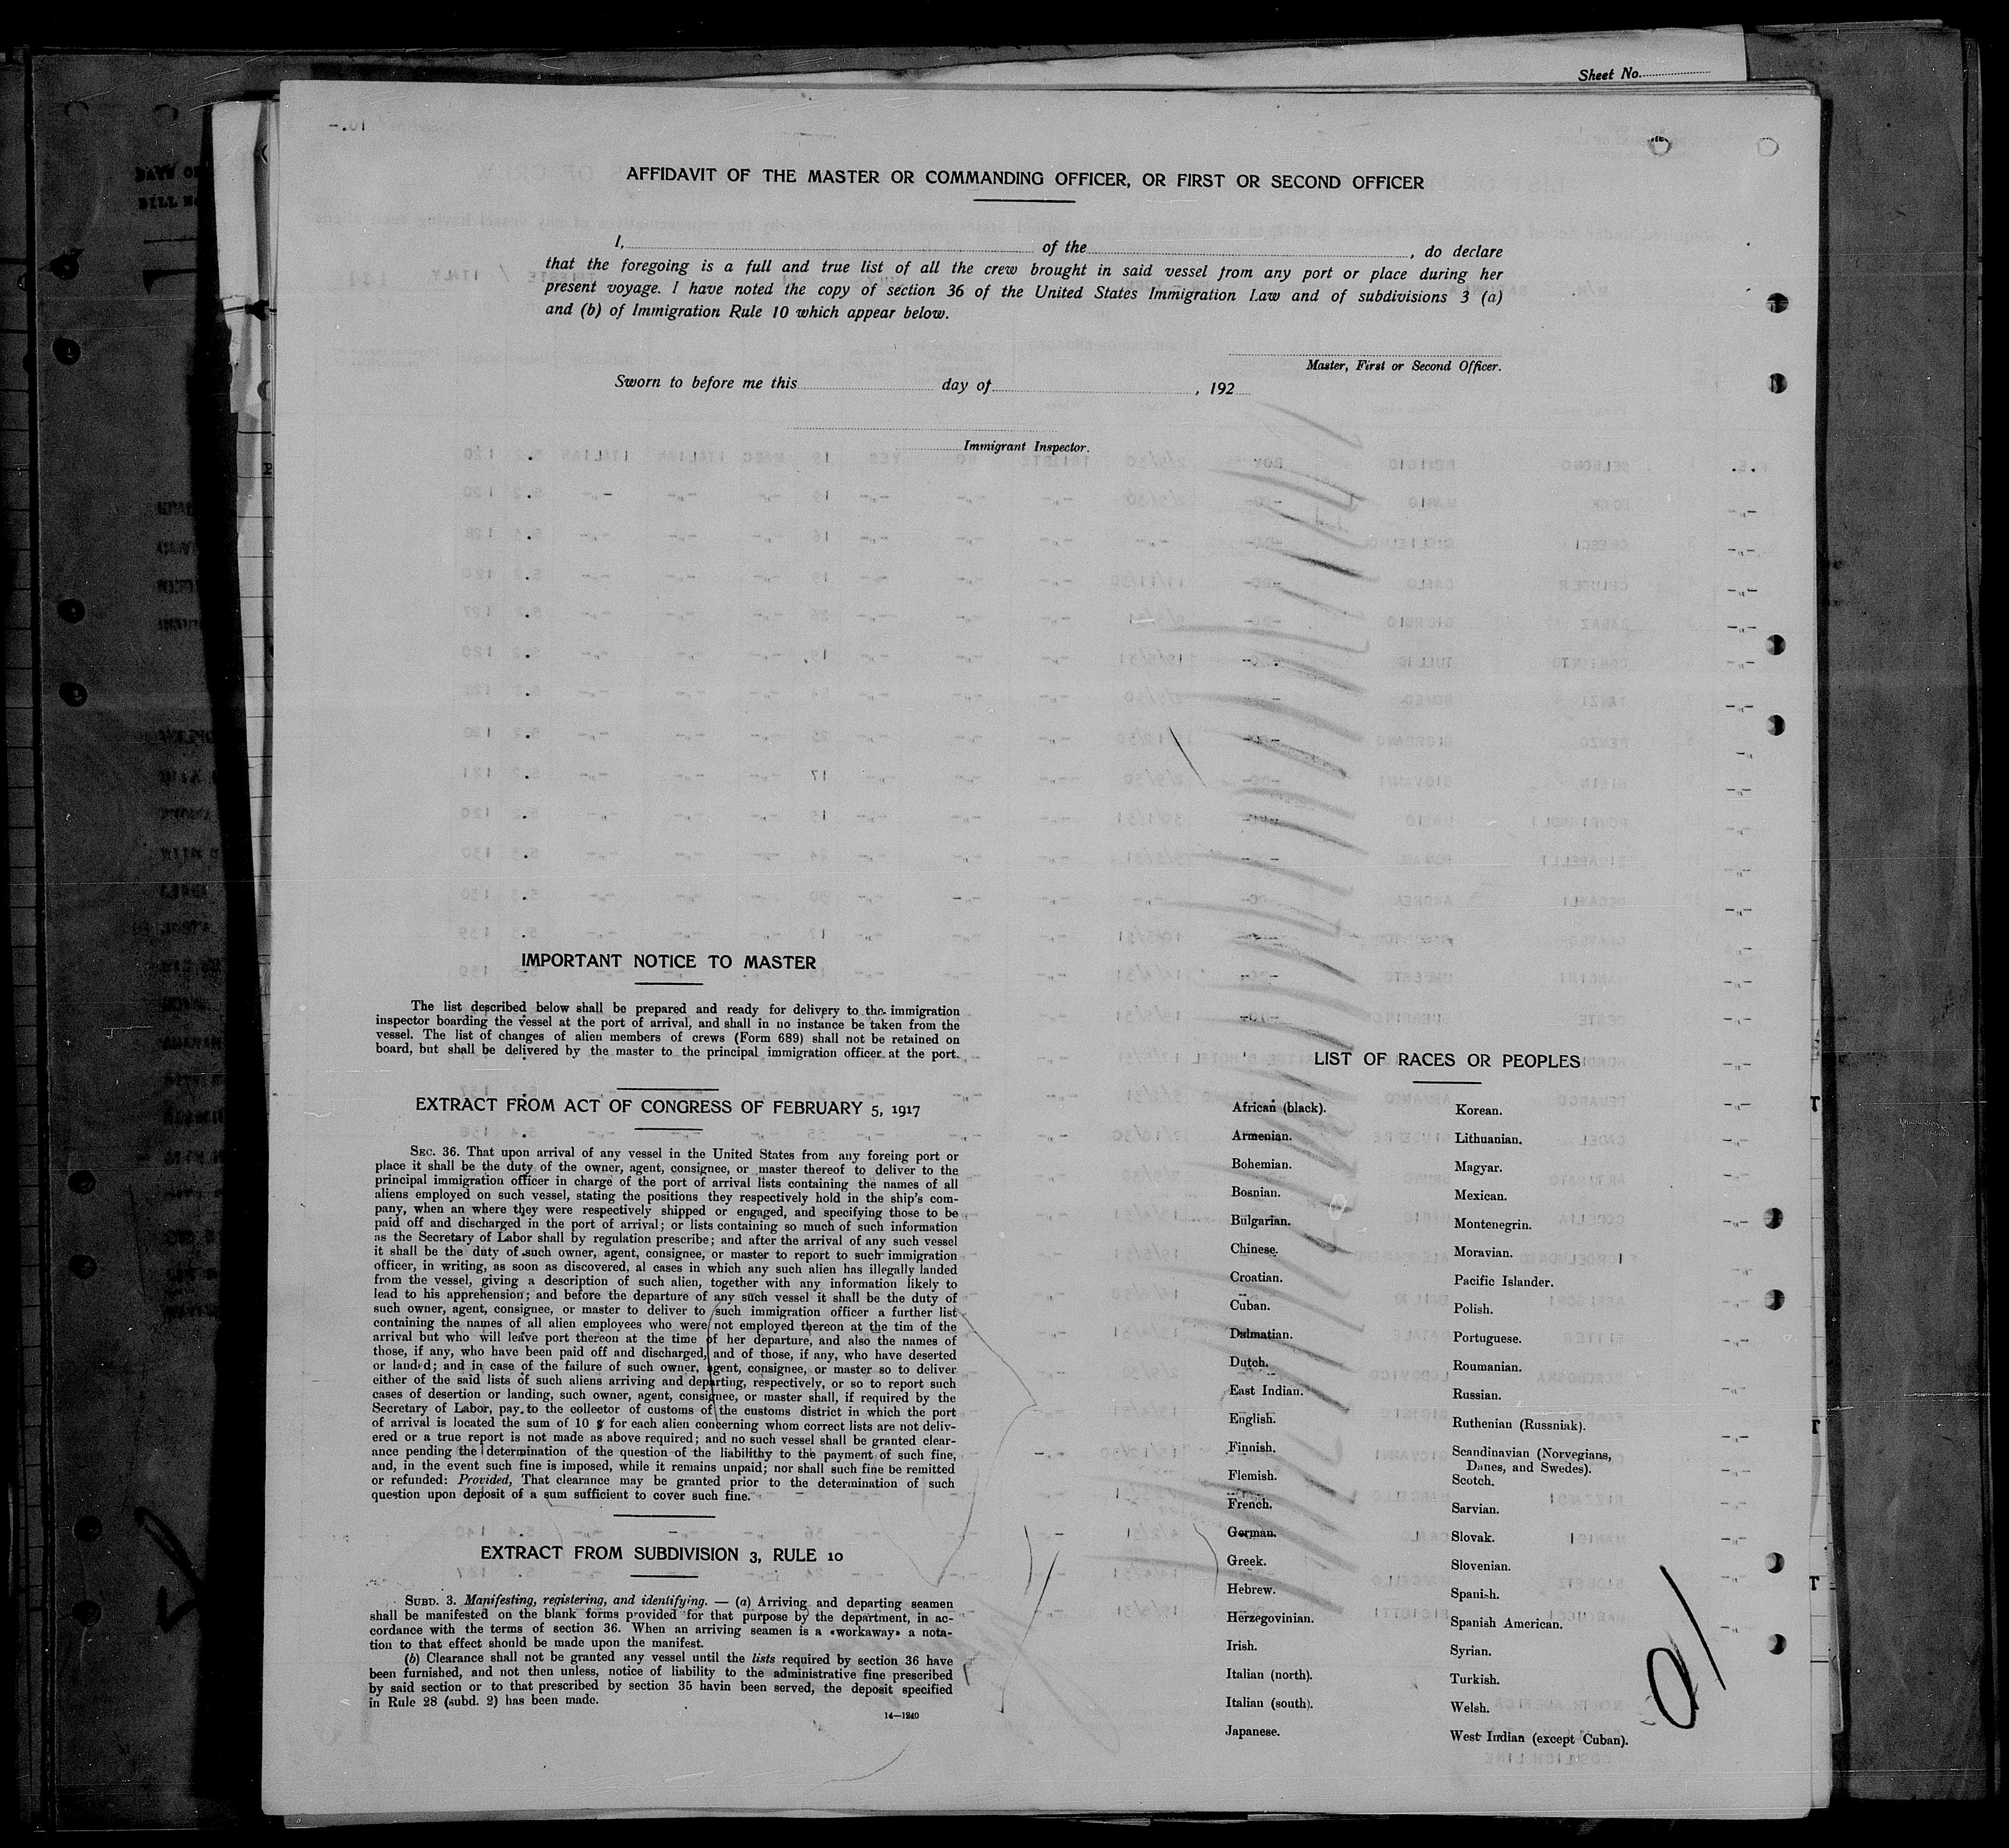 Sheet No.
AFFIDAVIT OF THE MASTER OR COMMANDING OFFICER, OR FIRST OR SECOND OFFICER
I, of the , do declare
that the foregoing is a full and true list of all the crew brought in said vessel from any port or place during her
present voyage. I have noted the copy of section 36 of the United States Immigration Law and of subdivisions 3 (a)
and (b) of Immigration Rule 10 which appear below.
Master, First or Second Officer.
Sworn to before me this day of , 192
Immigrant Inspector.
IMPORTANT NOTICE TO MASTER
The list described below shall be prepared and ready for delivery to the immigration
inspector boarding the vessel at the port of arrival, and shall in no instance be taken from the
vessel. The list of changes of alien members of crews (Form 689) shall not be retained on
board, but shall be delivered by the master to the principal immigration officer at the port.
EXTRACT FROM ACT OF CONGRESS OF FEBRUARY 5, 1917
SEC. 36. That upon arrival of any vessel in the United States from any foreing port or
place it shall be the duty of the owner, agent, consignee, or master thereof to deliver to the
principal immigration officer in charge of the port of arrival lists containing the names of all
aliens employed on such vessel, stating the positions they respectively hold in the ship's com-
pany, when an where they were respectively shipped or engaged, and specifying those to be
paid off and discharged in the port of arrival; or lists containing so much of such information
as the Secretary of Labor shall by regulation prescribe; and after the arrival of any such vessel
it shall be the duty of such owner, agent, consignee, or master to report to such immigration
officer, in writing, as soon as discovered, al cases in which any such alien has illegally landed
from the vessel, giving a description of such alien, together with any information likely to
lead to his apprehension; and before the departure of any such vessel it shall be the duty of
such owner, agent, consignee, or master to deliver to such immigration officer a further list
containing the names of all alien employees who were not employed thereon at the tim of the
arrival but who will leave port thereon at the time of her departure, and also the names of
those, if any, who have been paid off and discharged, and of those, if any, who have deserted
or landed; and in case of the failure of such owner, agent, consignee, or master so to deliver
either of the said lists of such aliens arriving and departing, respectively, or so to report such
cases of desertion or landing, such owner, agent, consignee, or master shall, if required by the
Secretary of Labor, pay to the collector of customs of the customs district in which the port
of arrival is located the sum of 10 $ for each alien concerning whom correct lists are not deliv-
ered or a true report is not made as above required; and no such vessel shall be granted clear-
ance pending the determination of the question of the liabilithy to the payment of such fine,
and, in the event such fine is imposed, while it remains unpaid; nor shall such fine be remitted
or refunded: Provided, That clearance may be granted prior to the determination of such
question upon deposit of a sum sufficient to cover such fine.
EXTRACT FROM SUBDIVISION 3, RULE 10
SUBD. 3. Manifesting, registering, and identifying. — (a) Arriving and departing seamen
shall be manifested on the blank forms provided for that purpose by the department, in ac-
cordance with the terms of section 36. When an arriving seamen is a «workaway» a nota-
tion to that effect should be made upon the manifest.
(b) Clearance shall not be granted any vessel until the lists required by section 36 have
been furnished, and not then unless, notice of liability to the administrative fine prescribed
by said section or to that prescribed by section 35 havin been served, the deposit specified
in Rule 28 (subd. 2) has been made.
14—1240
LIST OF RACES OR PEOPLES
African (black).
Armenian.
Bohemian.
Bosnian.
Bulgarian.
Chinese.
Croatian.
Cuban.
Dalmatian.
Dutch.
East Indian.
English.
Finnish.
Flemish.
French.
German.
Greek.
Hebrew.
Herzegovinian.
Irish.
Italian (north).
Italian (south).
Japanese.
Korean.
Lithuanian.
Magyar.
Mexican.
Montenegrin.
Moravian.
Pacific Islander.
Polish.
Portuguese.
Roumanian.
Russian.
Ruthenian (Russniak).
Scandinavian (Norvegians,
Danes, and Swedes).
Scotch.
Sarvian.
Slovak.
Slovenian.
Spanish.
Spanish American.
Syrian.
Turkish.
Welsh.
West Indian (except Cuban).